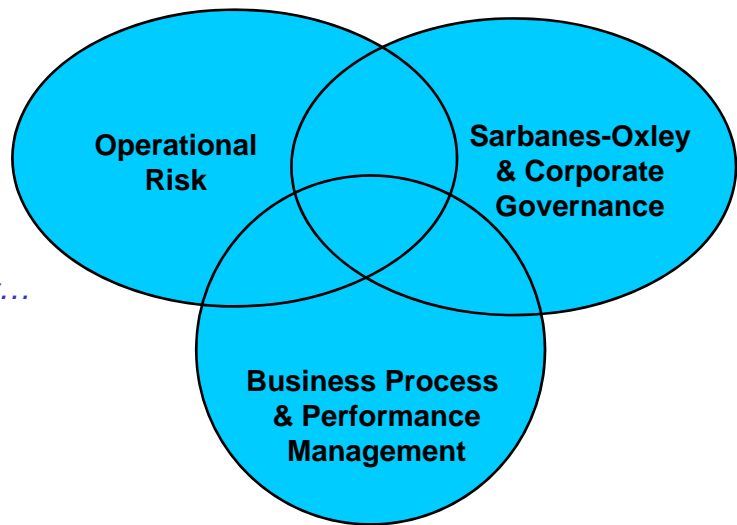 Operational
Risk
Sarbanes-Oxley
& Corporate
Governance
…
Business Process
& Performance
Management